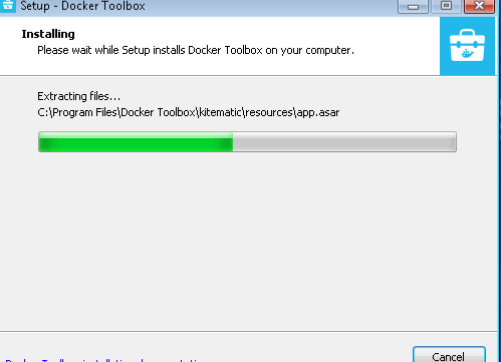 Setup - Docker Toolbox
Installing
Please wait while Setup installs Docker Toolbox on your computer.
Extracting files...
C:\Program Files\Docker Toolbox\kitematic\resources\app.asar
Cancel